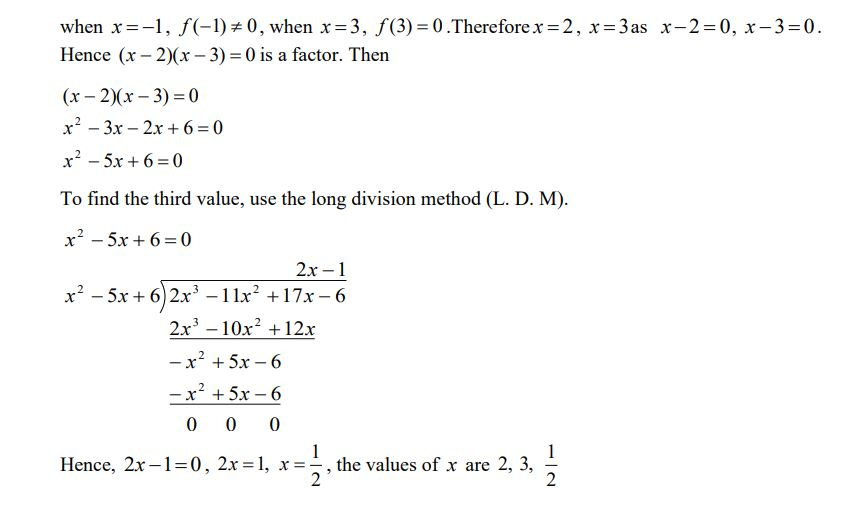 when x=−1, f(−1)≠0, when x=3, f(3)=0.Therefore x=2, x=3 as x−2=0, x−3=0.
Hence (x−2)(x−3)=0 is a factor. Then
(x−2)(x−3)=0
x² −3x−2x+6=0
x² −5x+6=0
To find the third value, use the long division method (L. D. M).
x² −5x+6=0
2x−1
x² −5x+6)2x³ −11x² +17x−6
2x³ −10x² +12x
−x² +5x−6
−x² +5x−6
0 0 0
Hence, 2x−1=0, 2x=1, x=1/2, the values of x are 2, 3, 1/2